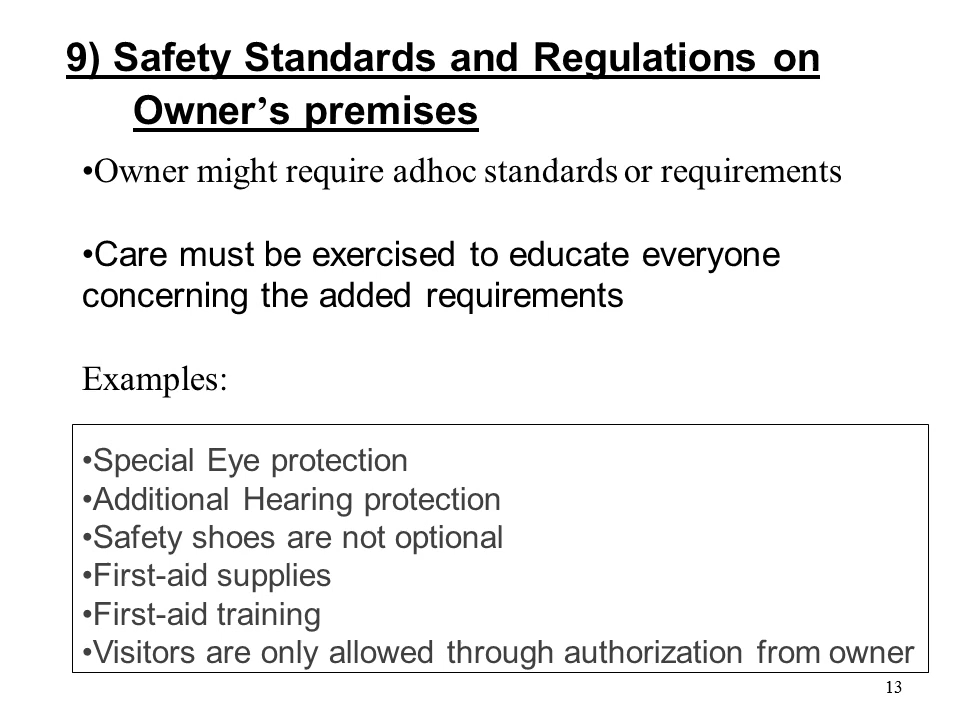 9) Safety Standards and Regulations on
Owner’s premises
•Owner might require adhoc standards or requirements
•Care must be exercised to educate everyone
concerning the added requirements
Examples:
•Special Eye protection
•Additional Hearing protection
•Safety shoes are not optional
•First-aid supplies
•First-aid training
•Visitors are only allowed through authorization from owner
13